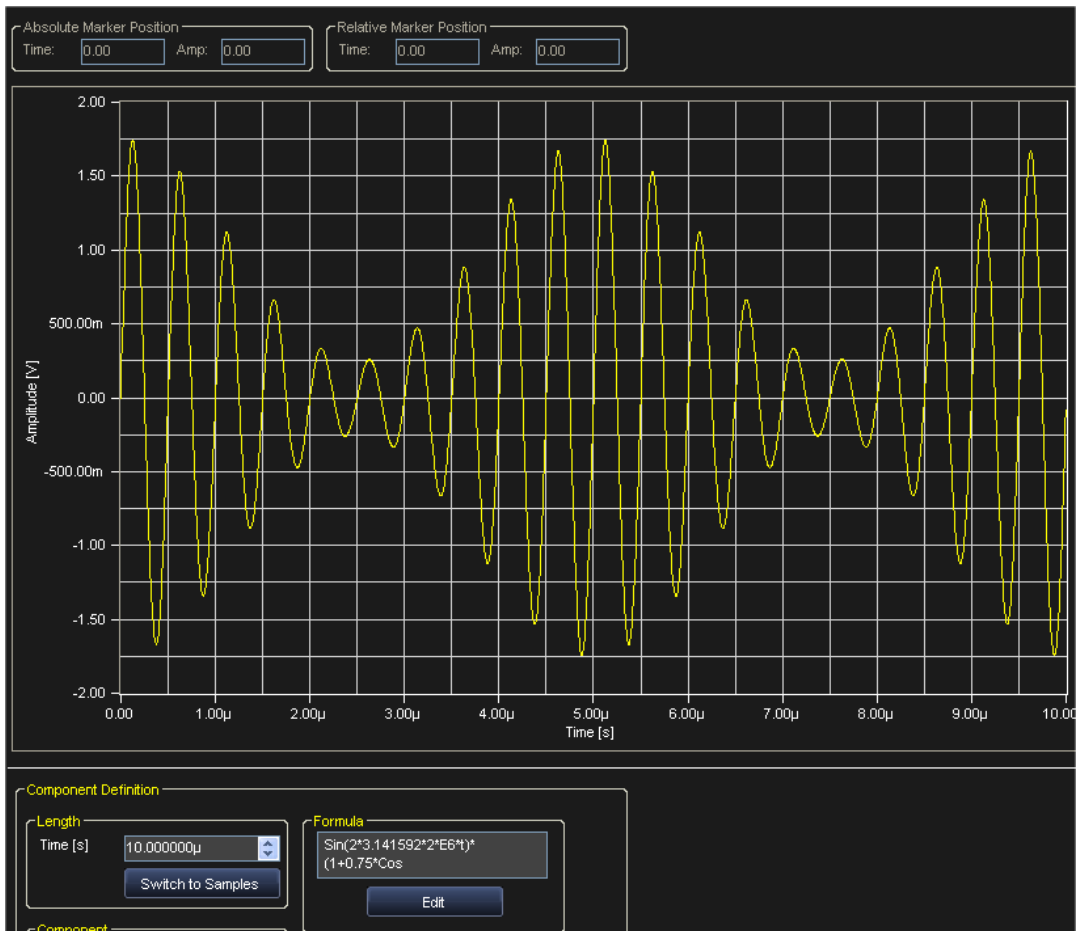 Absolute Marker Position Relative Marker Position
Time: 0.00 Amp: 0.00 Time: 0.00 Amp: 0.00
2.00
1.50
1.00
500.00m
0.00
-500.00m
-1.00
-1.50
-2.00
Amplitude [V]
0.00 1.00µ 2.00µ 3.00µ 4.00µ 5.00µ 6.00µ 7.00µ 8.00µ 9.00µ 10.00
Time [s]
Component Definition
Length
Time [s] 10.000000µ
Switch to Samples
Formula
Sin(2*3.141592*2*E6*t)*
(1+0.75*Cos
Edit
Component